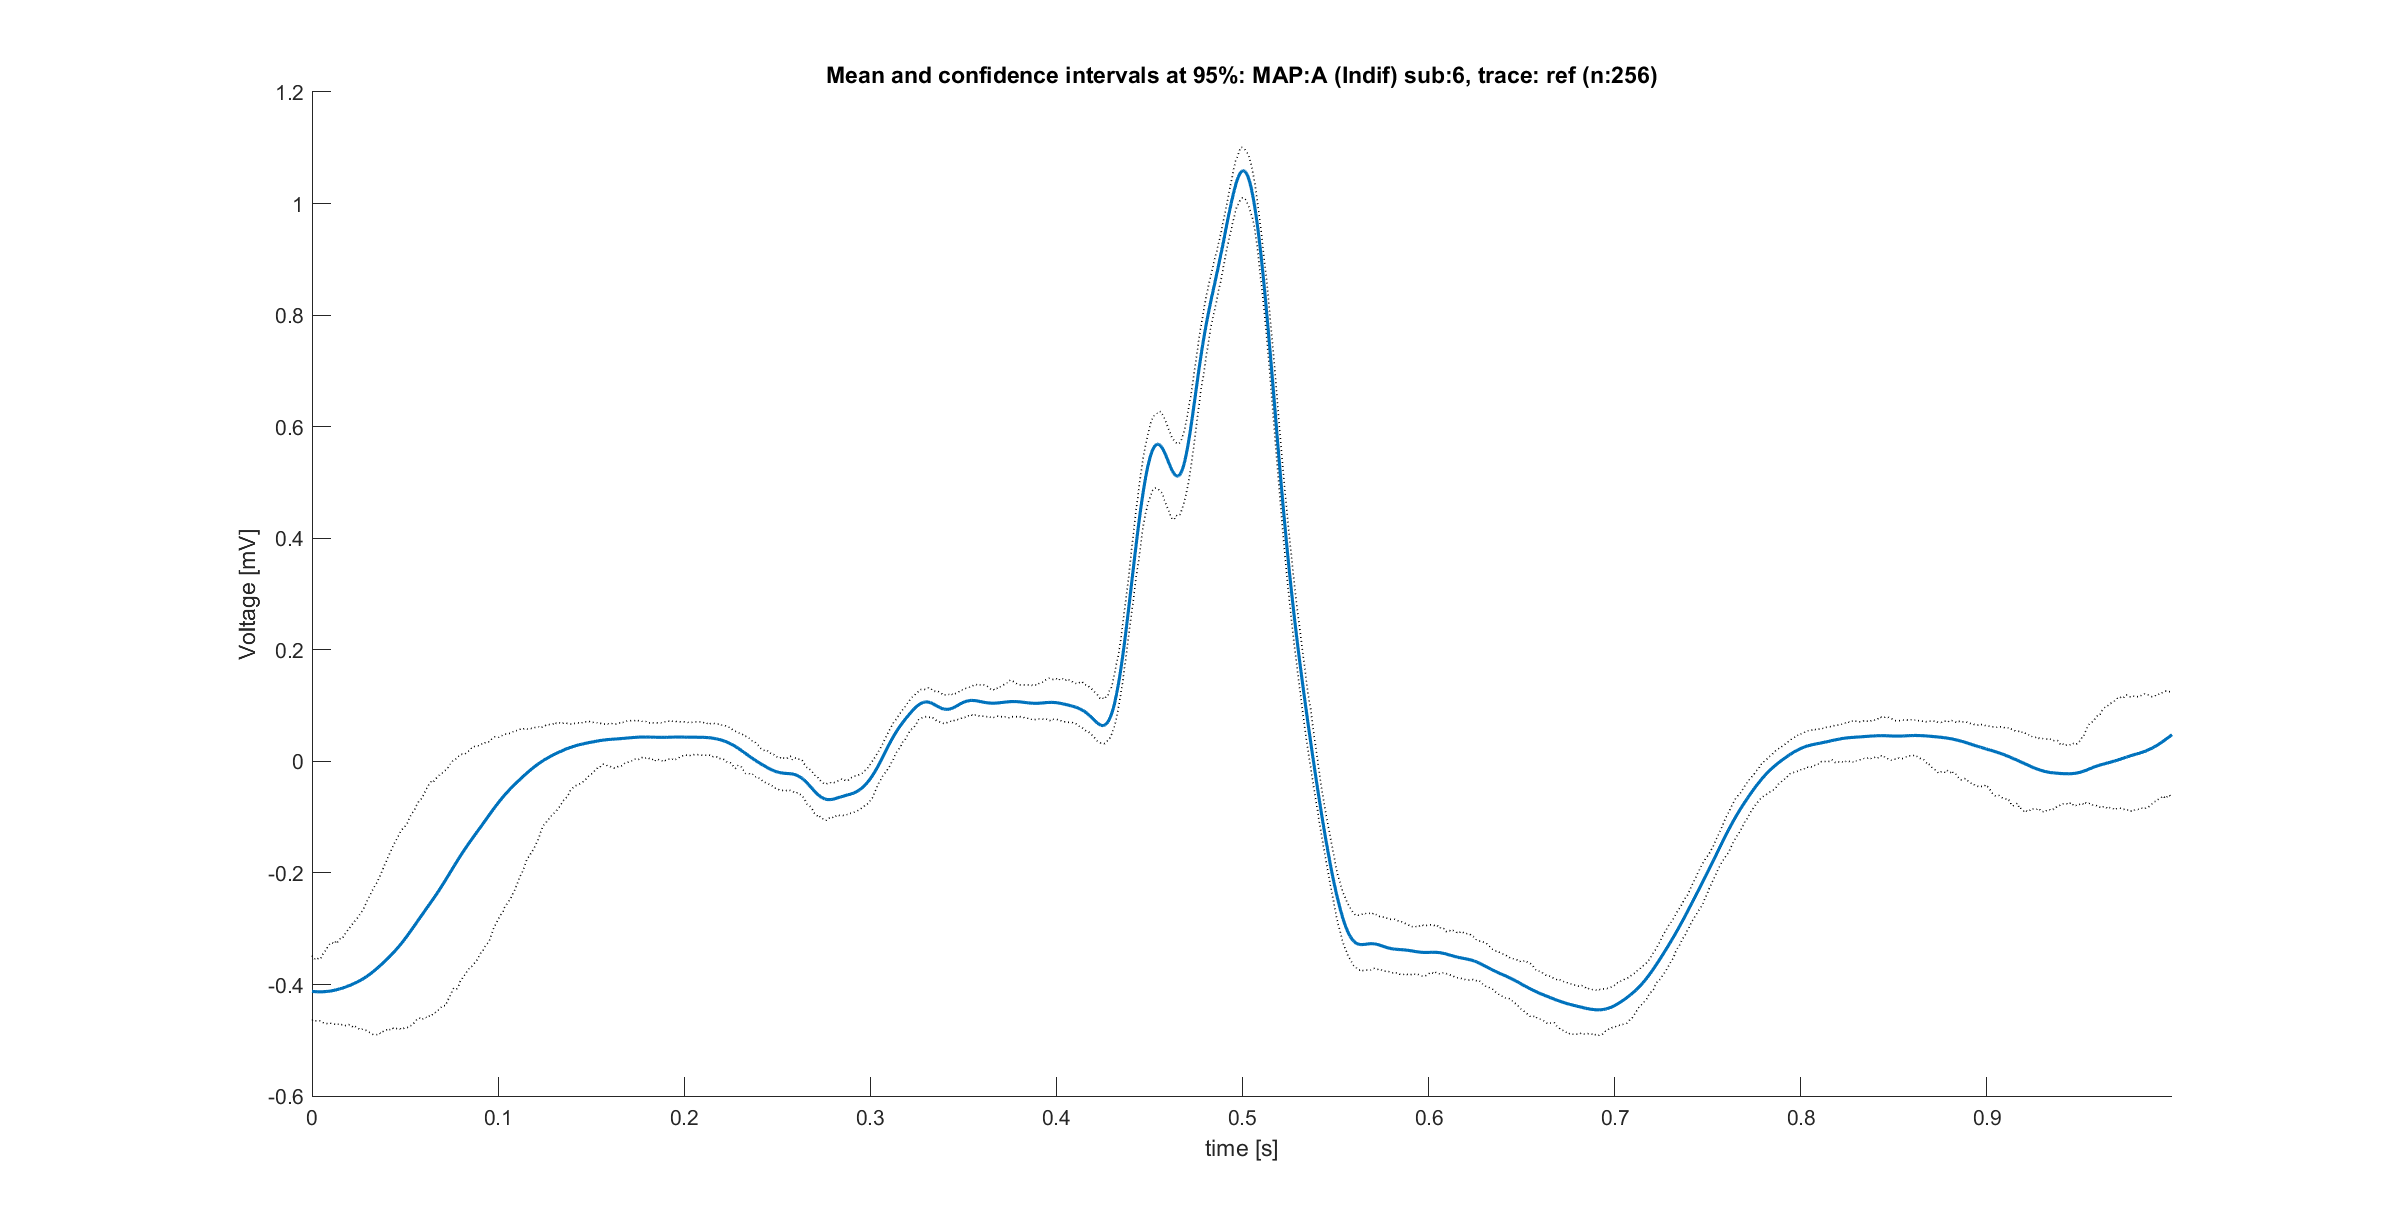 Mean and confidence intervals at 95%: MAP:A (Indif) sub:6, trace: ref (n:256)
1.2
1
0.8
0.6
0.4
0.2
0
-0.2
-0.4
-0.6
Voltage [mV]
0 0.1 0.2 0.3 0.4 0.5 0.6 0.7 0.8 0.9
time [s]